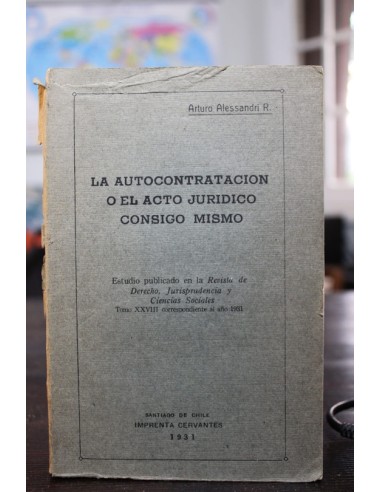 Arturo Alessandri R.
LA AUTOCONTRATACION
O EL ACTO JURIDICO
CONSIGO MISMO
Estudio publicado en la Revista de
Derecho, Jurisprudencia y
Ciencias Sociales
Tomo XXVIII correspondiente al año 1931
SANTIAGO DE CHILE
IMPRENTA CERVANTES
1931